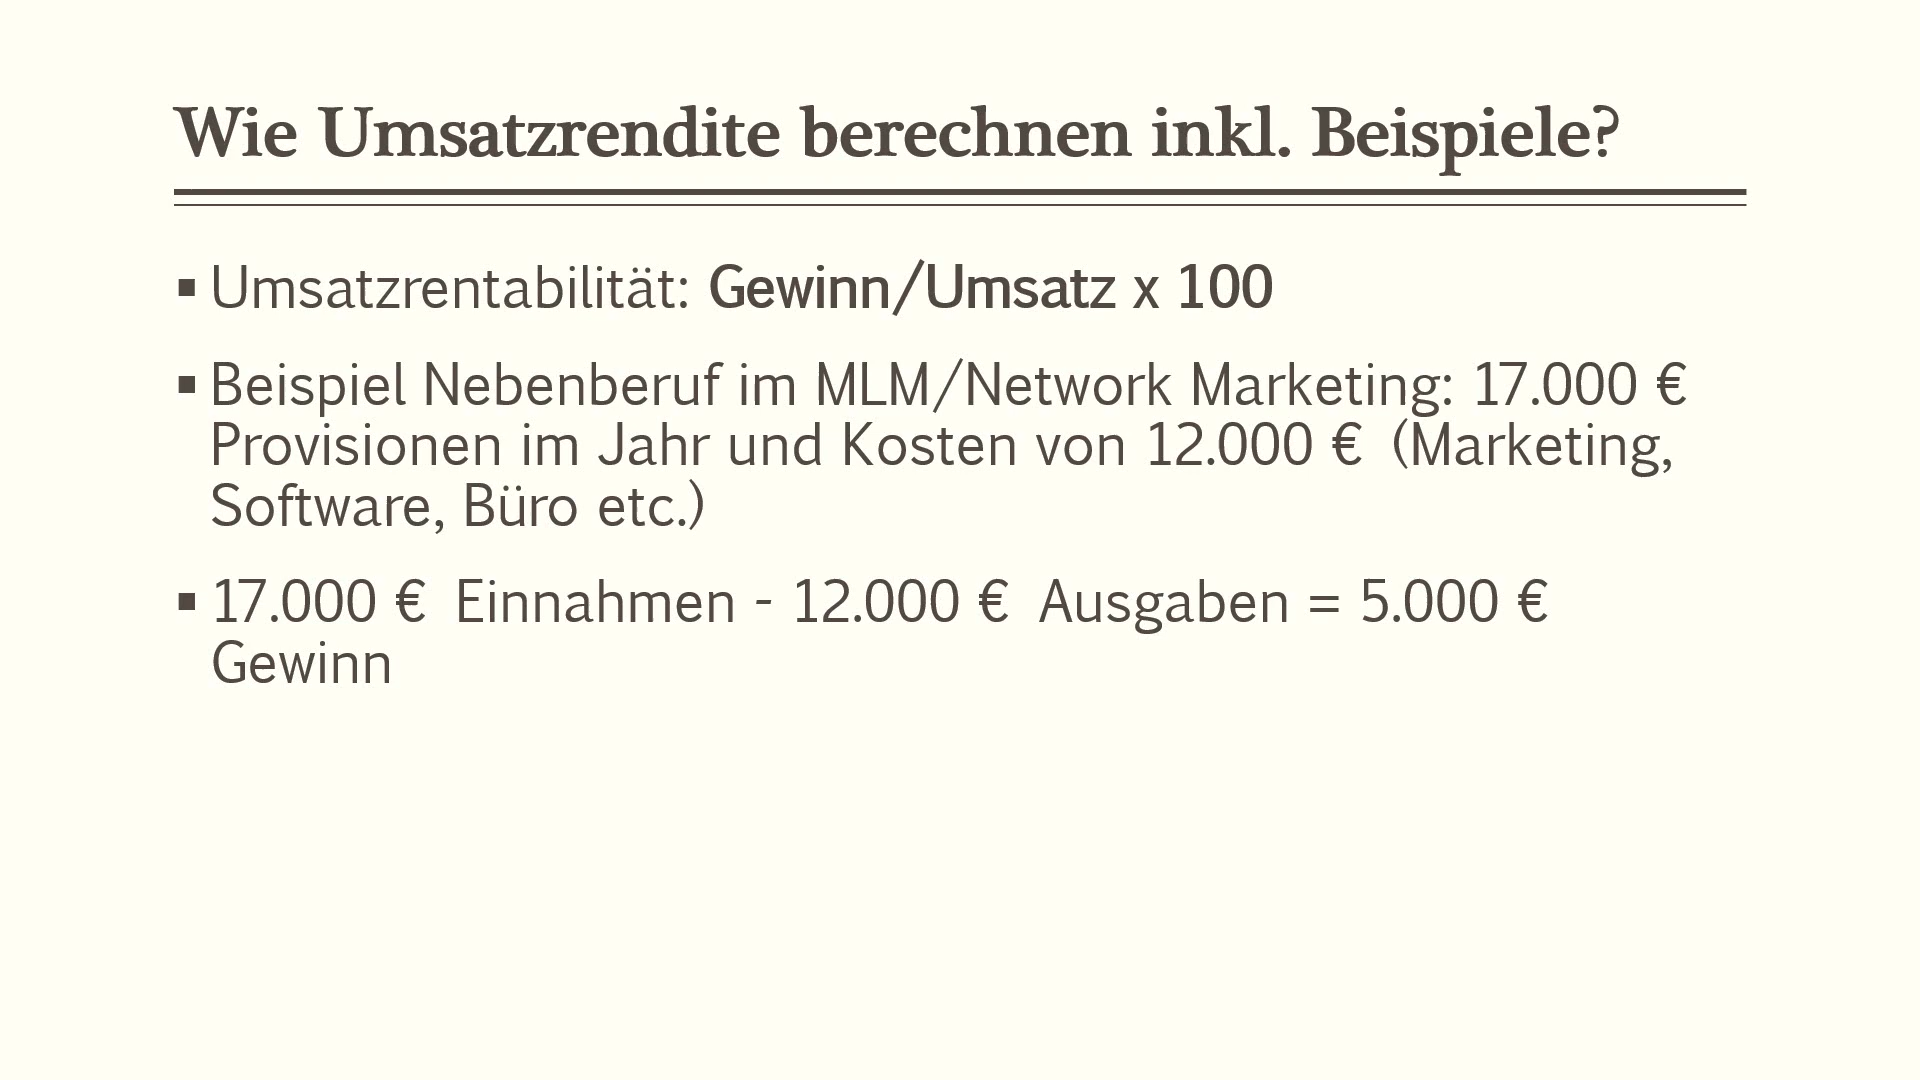 Wie Umsatzrendite berechnen inkl. Beispiele?
▪ Umsatzrentabilität: Gewinn/Umsatz x 100
▪ Beispiel Nebenberuf im MLM/Network Marketing: 17.000 €
Provisionen im Jahr und Kosten von 12.000 € (Marketing,
Software, Büro etc.)
▪ 17.000 € Einnahmen - 12.000 € Ausgaben = 5.000 €
Gewinn